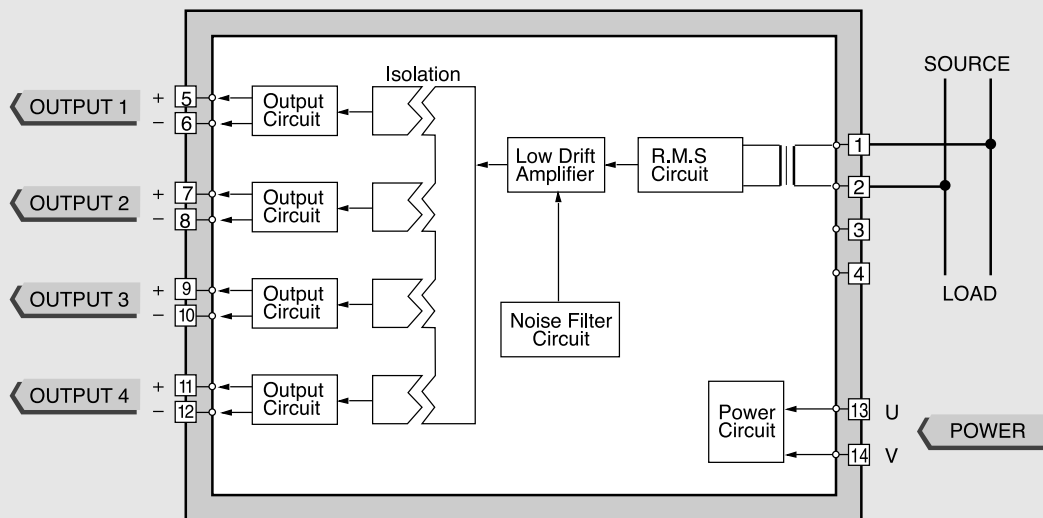 Isolation
SOURCE
OUTPUT 1
+
5
−
6
Output
Circuit
Low Drift
Amplifier
R.M.S
Circuit
1
2
3
4
LOAD
OUTPUT 2
+
7
−
8
Output
Circuit
OUTPUT 3
+
9
−
10
Output
Circuit
Noise Filter
Circuit
OUTPUT 4
+
11
−
12
Output
Circuit
Power
Circuit
13
U
14
V
POWER